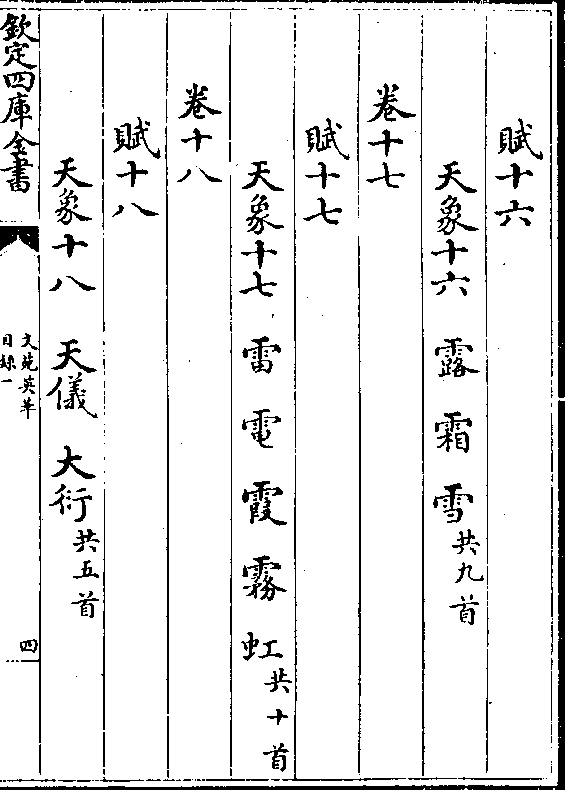 賦十六
天象十六 露 霜 雪共九首
卷十七
賦十七
天象十七 雷 電 霞 霧 虹共十首
卷十八
賦十八
天象十八 天儀 大衍共五首
欽定四庫全書
文苑英華
目録一
四